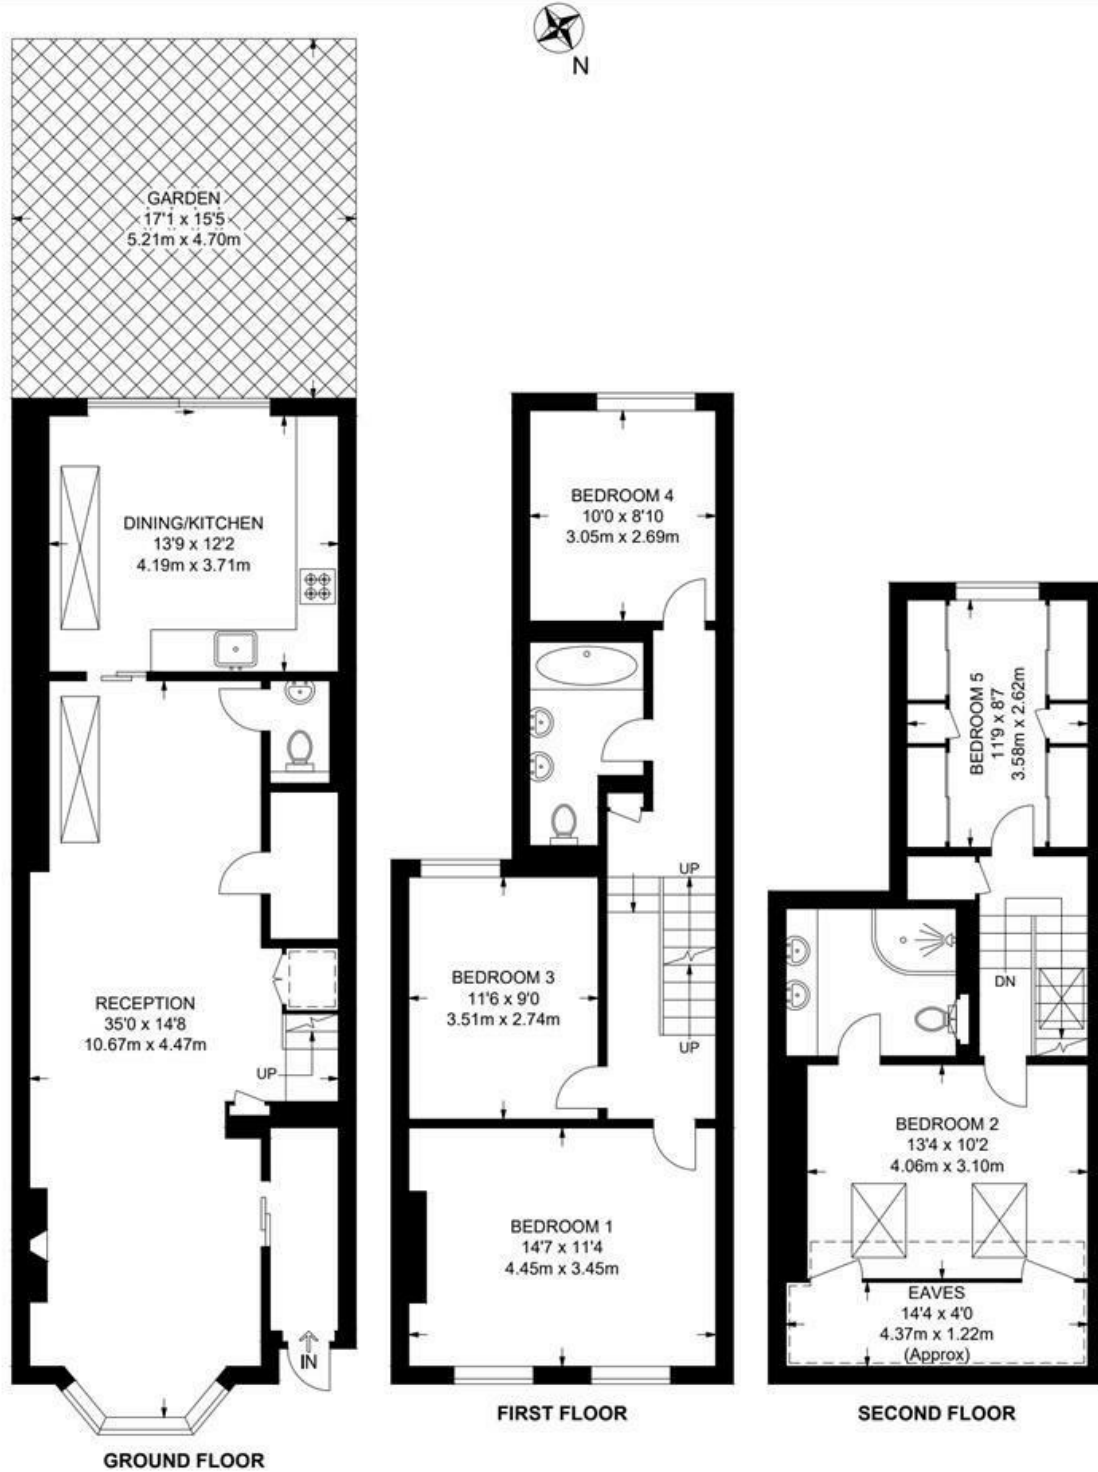 N
GARDEN
17'1 x 15'5
5.21m x 4.70m
DINING/KITCHEN
13'9 x 12'2
4.19m x 3.71m
RECEPTION
35'0 x 14'8
10.67m x 4.47m
UP
IN
GROUND FLOOR
BEDROOM 4
10'0 x 8'10
3.05m x 2.69m
UP
BEDROOM 3
11'6 x 9'0
3.51m x 2.74m
UP
BEDROOM 1
14'7 x 11'4
4.45m x 3.45m
FIRST FLOOR
BEDROOM 5
11'9 x 8'7
3.58m x 2.62m
DN
BEDROOM 2
13'4 x 10'2
4.06m x 3.10m
EAVES
14'4 x 4'0
4.37m x 1.22m
(Approx)
SECOND FLOOR